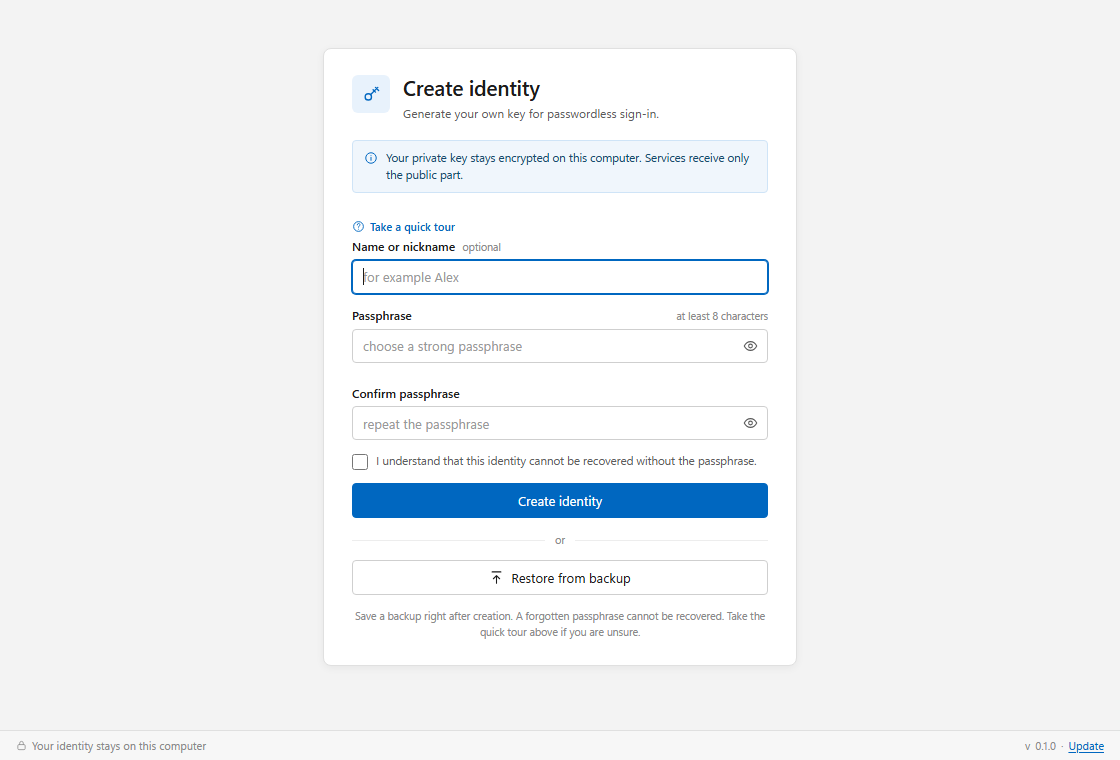 Create identity
Generate your own key for passwordless sign-in.
Your private key stays encrypted on this computer. Services receive only
the public part.
Take a quick tour
Name or nickname optional
for example Alex
Passphrase at least 8 characters
choose a strong passphrase
Confirm passphrase
repeat the passphrase
I understand that this identity cannot be recovered without the passphrase.
Create identity
or
Restore from backup
Save a backup right after creation. A forgotten passphrase cannot be recovered. Take the
quick tour above if you are unsure.
Your identity stays on this computer v 0.1.0 · Update